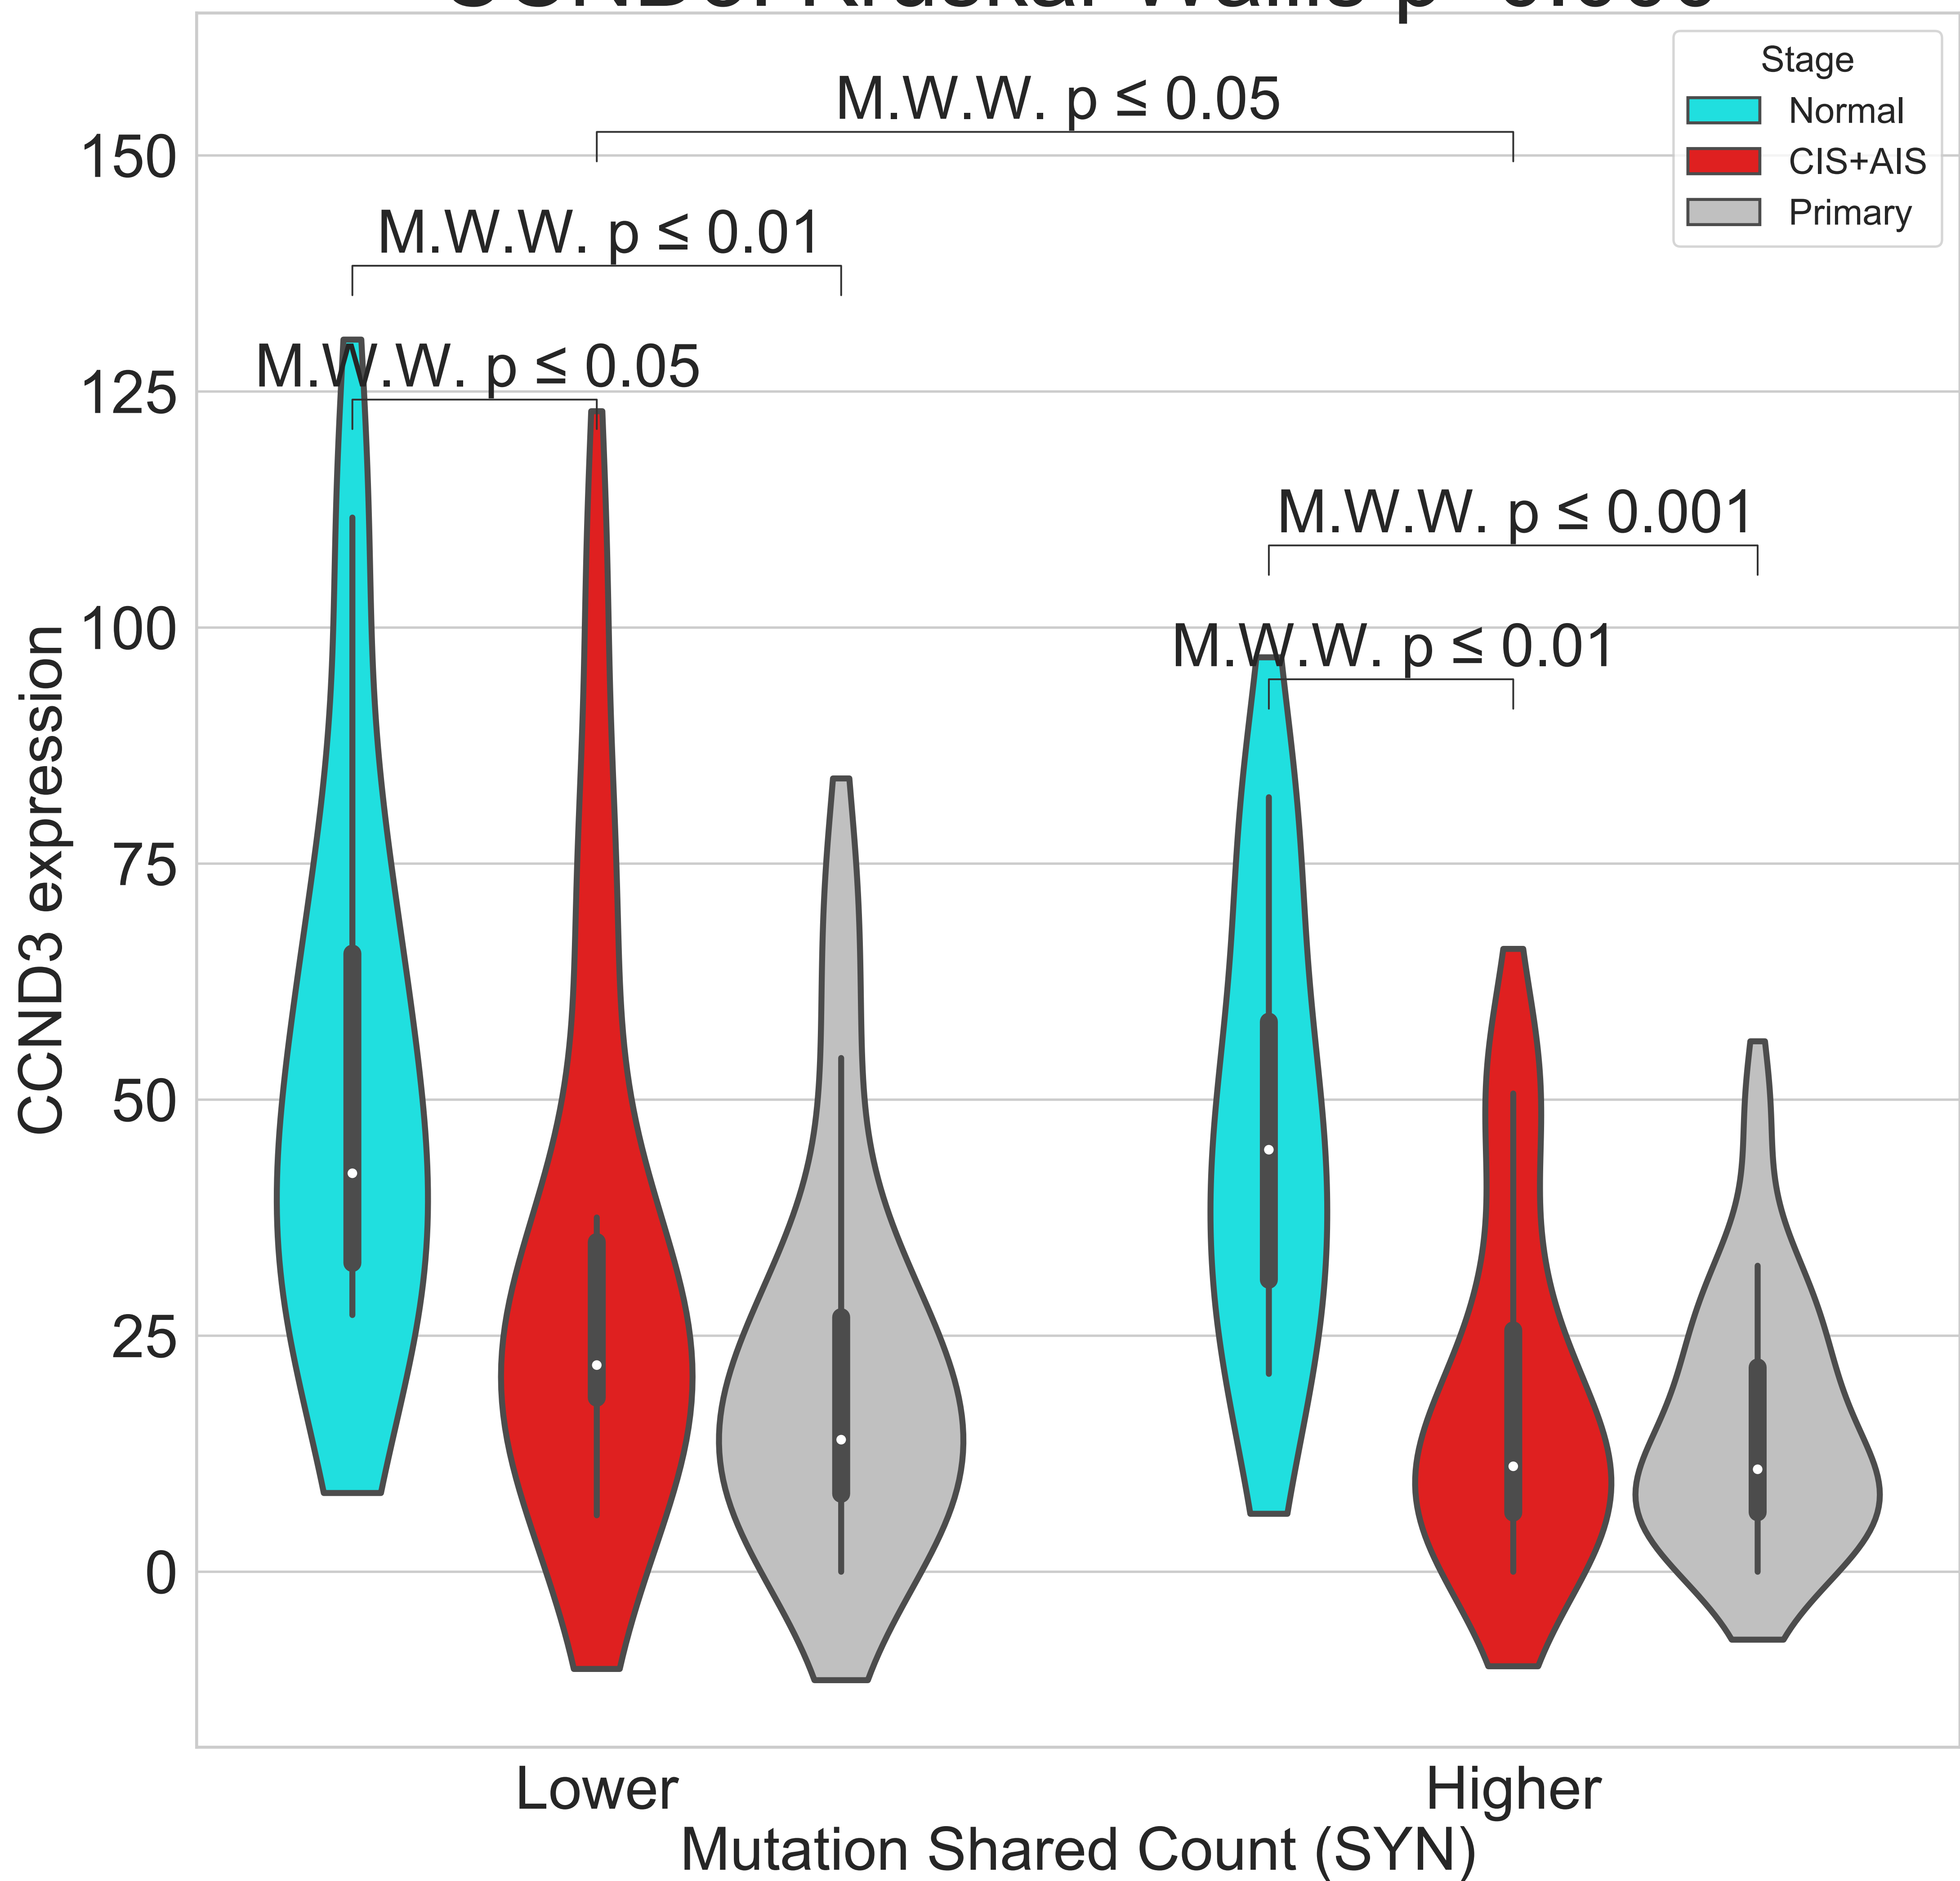 Stage
Normal
CIS+AIS
Primary
M.W.W. p ≤ 0.05
M.W.W. p ≤ 0.01
M.W.W. p ≤ 0.05
M.W.W. p ≤ 0.001
M.W.W. p ≤ 0.01
150
125
100
75
50
25
0
CCND3 expression
Lower
Higher
Mutation Shared Count (SYN)